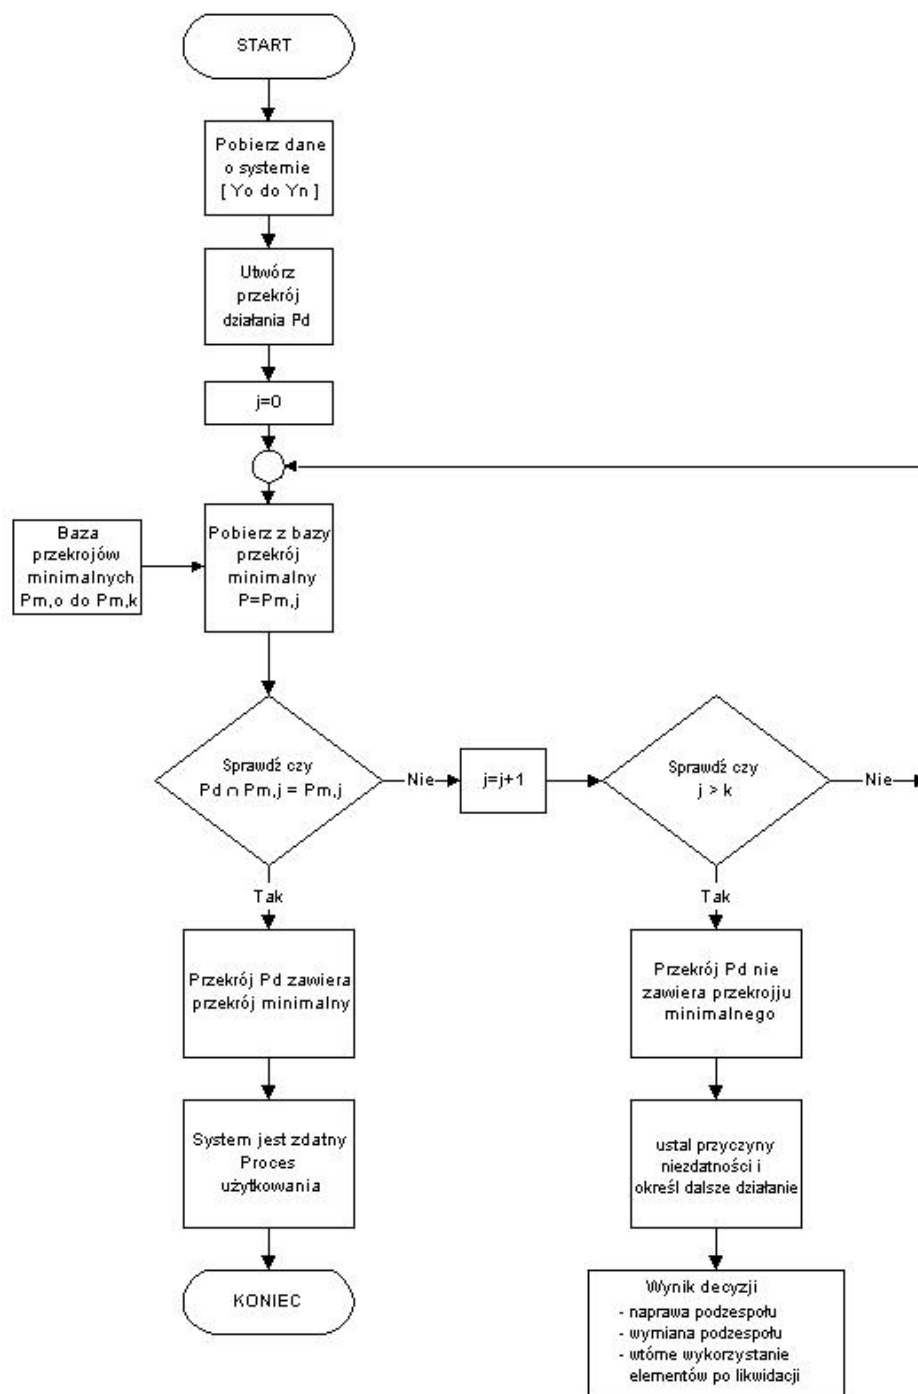 START
Pobierz dane
o systemie
[ Yo do Yn ]
Utwórz
przekrój
działania Pd
j=0
Baza
przekrojów
minimalnych
Pm,o do Pm,k
Pobierz z bazy
przekrój
minimalny
P=Pm,j
Sprawdź czy
Pd ∩ Pm,j = Pm,j
Nie
j=j+1
Sprawdź czy
j > k
Nie
Tak
Tak
Przekrój Pd zawiera
przekrój minimalny
Przekrój Pd nie
zawiera przekrojju
minimalnego
System jest zdatny
Proces
użytkowania
ustal przyczyny
niezdatności i
określ dalsze działanie
KONIEC
Wynik decyzji
- naprawa podzespołu
- wymiana podzespołu
- wtórne wykorzystanie
elementów po likwidacji